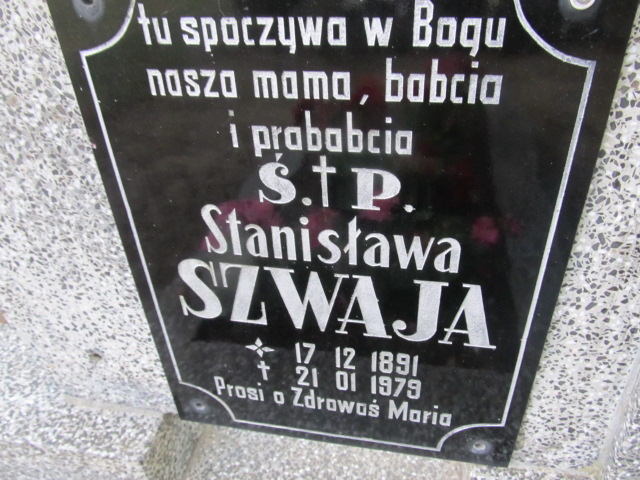 tu spoczywa w Bogu
nasza mama, babcia
i prababcia
Ś.†P.
Stanisława
SZWAJA
17 12 1891
† 21 01 1979
Prosi o Zdrowaś Maria